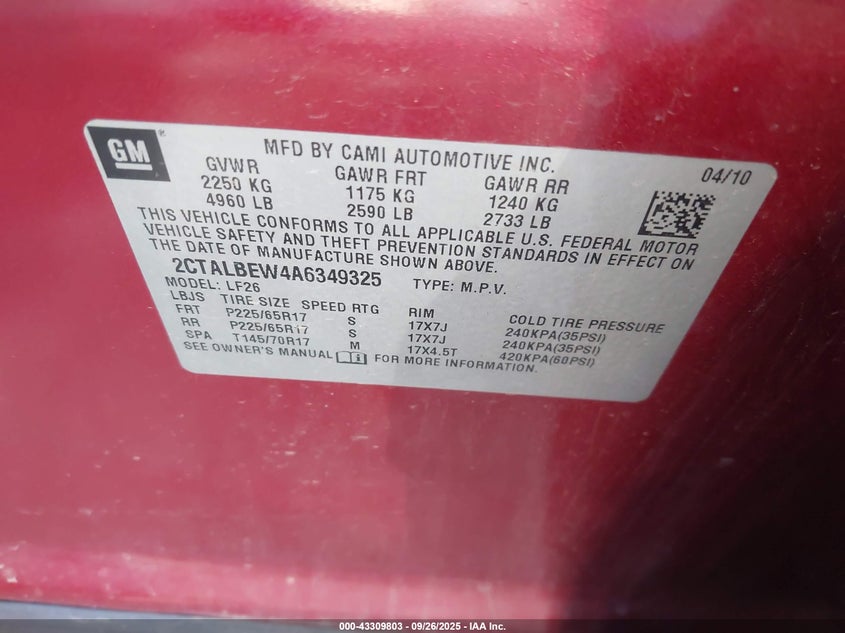 GM ®
MFD BY CAMI AUTOMOTIVE INC. 04/10
GVWR GAWR FRT GAWR RR
2250 KG 1175 KG 1240 KG
4960 LB 2590 LB 2733 LB
THIS VEHICLE CONFORMS TO ALL APPLICABLE U.S. FEDERAL MOTOR
VEHICLE SAFETY AND THEFT PREVENTION STANDARDS IN EFFECT ON
THE DATE OF MANUFACTURE SHOWN ABOVE.
2CTALBEW4A6349325 TYPE: M.P.V.
MODEL: LF26
LBJS TIRE SIZE SPEED RTG RIM COLD TIRE PRESSURE
FRT P225/65R17 S 17X7J 240KPA(35PSI)
RR P225/65R17 S 17X7J 240KPA(35PSI)
SPA T145/70R17 M 17X4.5T 420KPA(60PSI)
SEE OWNER'S MANUAL FOR MORE INFORMATION.
000-43309803 - 09/26/2025 - IAA Inc.